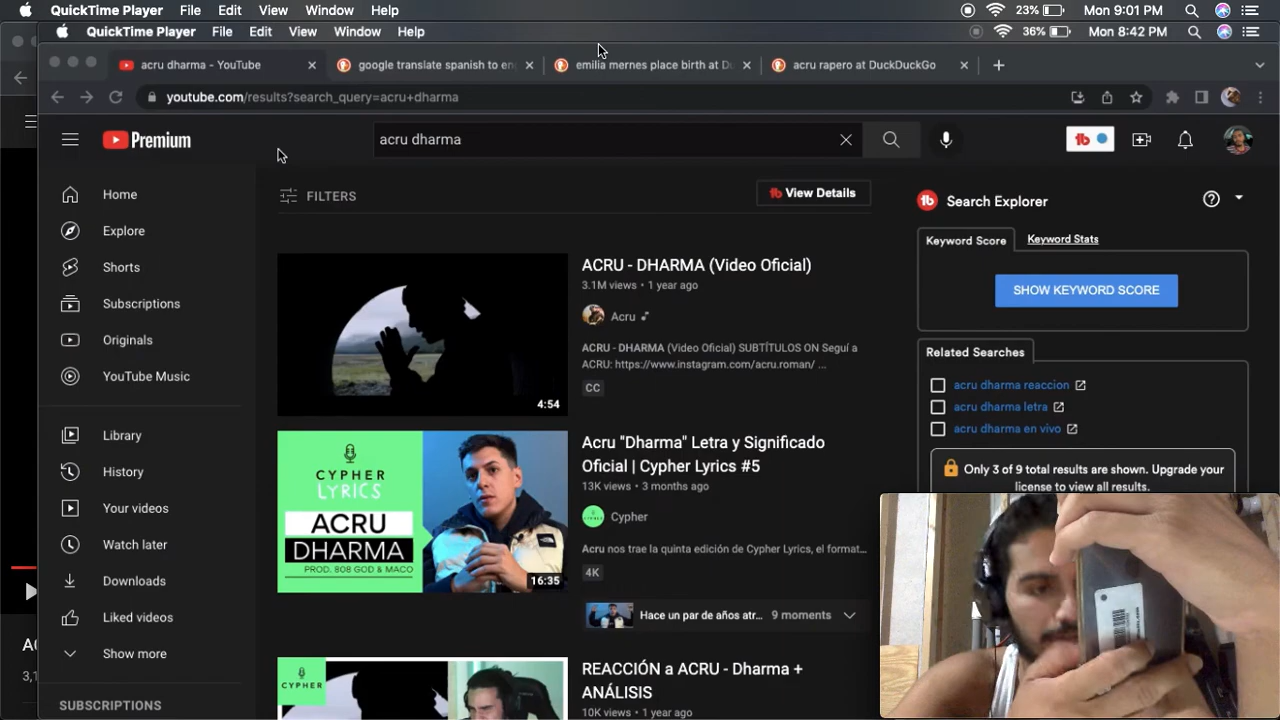 QuickTime Player File Edit View Window Help 23% Mon 9:01 PM
QuickTime Player File Edit View Window Help 36% Mon 8:42 PM
acru dharma - YouTube google translate spanish to en emilia mernes place birth at Du acru rapero at DuckDuckGo
youtube.com/results?search_query=acru+dharma
Premium
acru dharma
Home
Explore
Shorts
Subscriptions
Originals
YouTube Music
Library
History
Your videos
Watch later
Downloads
Liked videos
Show more
SUBSCRIPTIONS
FILTERS
View Details
4:54
ACRU - DHARMA (Video Oficial)
3.1M views • 1 year ago
Acru
ACRU - DHARMA (Video Oficial) SUBTÍTULOS ON Seguí a
ACRU: https://www.instagram.com/acru.roman/ ...
CC
CYPHER
LYRICS
ACRU
DHARMA
PROD. 808 GOD & MACO
16:35
Acru "Dharma" Letra y Significado
Oficial | Cypher Lyrics #5
13K views • 3 months ago
Cypher
Acru nos trae la quinta edición de Cypher Lyrics, el format...
4K
Hace un par de años atr... 9 moments
CYPHER
REACCIÓN a ACRU - Dharma +
ANÁLISIS
10K views • 1 year ago
Search Explorer
Keyword Score Keyword Stats
SHOW KEYWORD SCORE
Related Searches
acru dharma reaccion
acru dharma letra
acru dharma en vivo
Only 3 of 9 total results are shown. Upgrade your
license to view all results.
AC
3,1